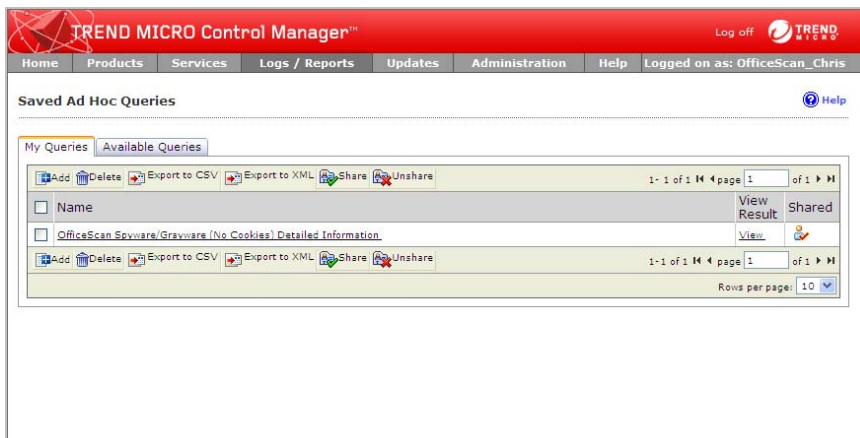 TREND MICRO Control Manager™
Log off
TREND MICRO
Home Products Services Logs / Reports Updates Administration Help Logged on as: OfficeScan_Chris
Saved Ad Hoc Queries
Help
My Queries Available Queries
Add Delete Export to CSV Export to XML Share Unshare 1- 1 of 1 page 1 of 1
Name View Result Shared
OfficeScan Spyware/Grayware (No Cookies) Detailed Information View
Add Delete Export to CSV Export to XML Share Unshare 1-1 of 1 page 1 of 1
Rows per page: 10